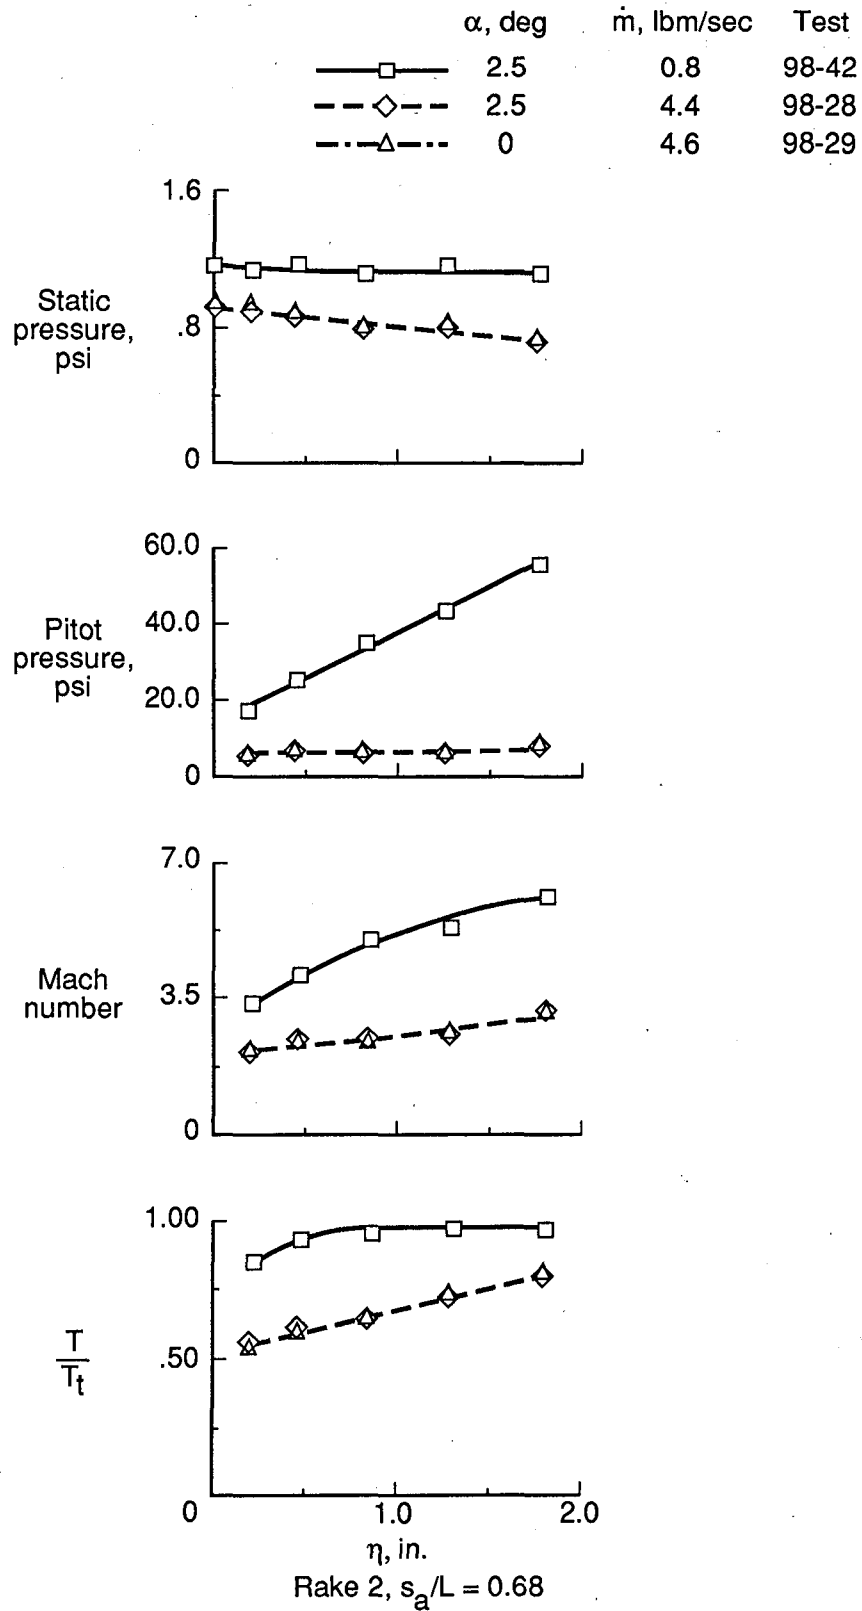 α, deg ṁ, lbm/sec Test
2.5 0.8 98-42
2.5 4.4 98-28
0 4.6 98-29
1.6
Static
pressure,
psi
.8
0
60.0
Pitot
pressure,
psi
40.0
20.0
0
7.0
Mach
number
3.5
0
1.00
T
Tt
.50
0 1.0 2.0
η, in.
Rake 2, sa/L = 0.68